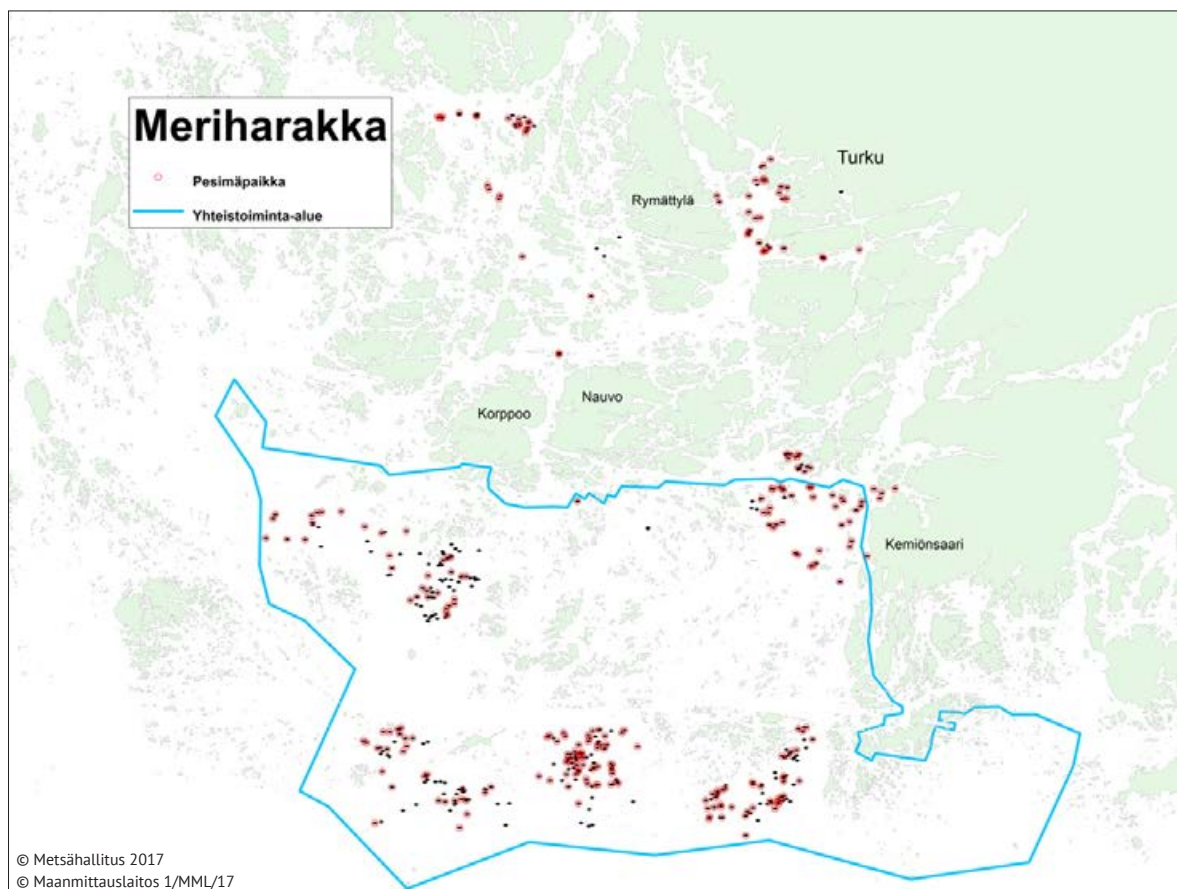 Meriharakka
Pesimäpaikka
Yhteistoiminta-alue
Turku
Rymättylä
Nauvo
Korppoo
Kemiönsaari
© Metsähallitus 2017
© Maanmittauslaitos 1/MML/17